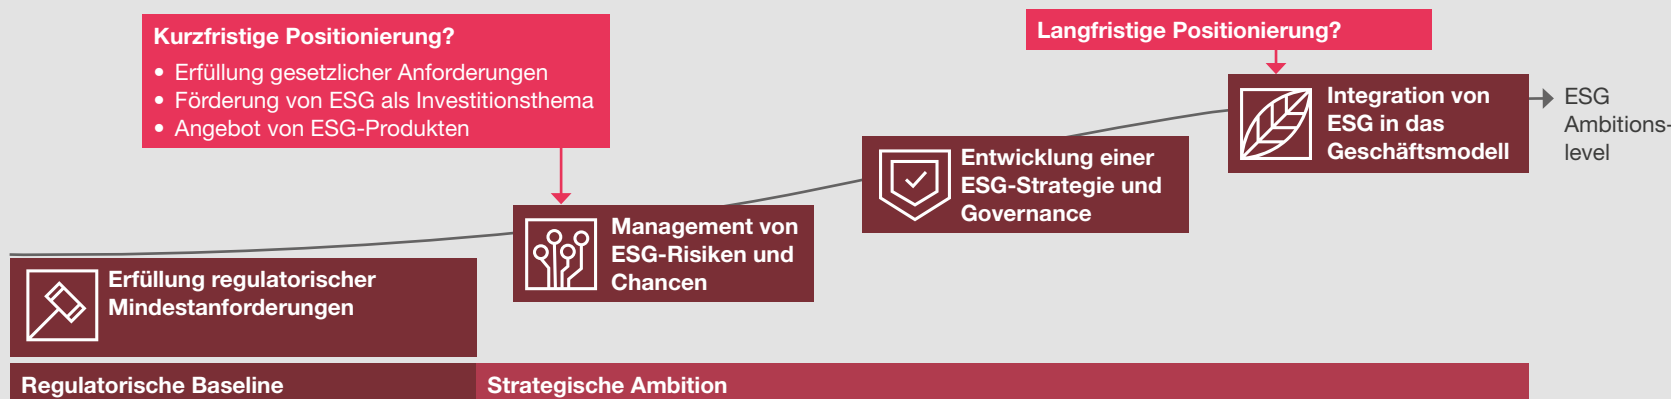 Kurzfristige Positionierung?
• Erfüllung gesetzlicher Anforderungen
• Förderung von ESG als Investitionsthema
• Angebot von ESG-Produkten
Langfristige Positionierung?
Integration von
ESG in das
Geschäftsmodell
ESG
Ambitions-
level
Entwicklung einer
ESG-Strategie und
Governance
Management von
ESG-Risiken und
Chancen
Erfüllung regulatorischer
Mindestanforderungen
Regulatorische Baseline
Strategische Ambition